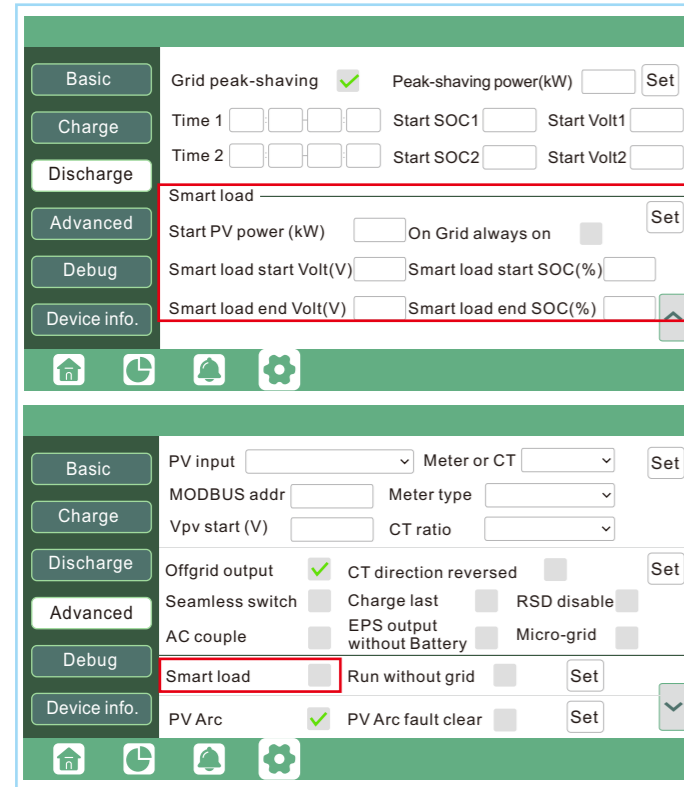 Basic
Charge
Discharge
Advanced
Debug
Device info.
Grid peak-shaving Peak-shaving power(kW) Set
Time 1 : - : Start SOC1 Start Volt1
Time 2 : - : Start SOC2 Start Volt2
Smart load
Set
Start PV power (kW) On Grid always on
Smart load start Volt(V) Smart load start SOC(%)
Smart load end Volt(V) Smart load end SOC(%)
Basic
Charge
Discharge
Advanced
Debug
Device info.
PV input Meter or CT Set
MODBUS addr Meter type
Vpv start (V) CT ratio
Offgrid output CT direction reversed Set
Seamless switch Charge last RSD disable
AC couple EPS output without Battery Micro-grid
Smart load Run without grid Set
PV Arc PV Arc fault clear Set